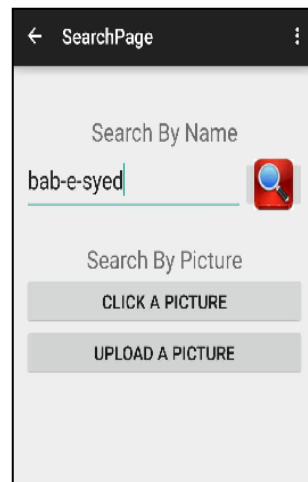 SearchPage
Search By Name
bab-e-syed
Search By Picture
CLICK A PICTURE
UPLOAD A PICTURE